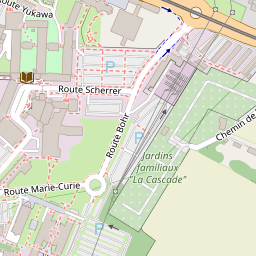 Route Yukawa
P
Route Scherrer
Route Bohr
P
Chemin de
Jardins
familiaux
"La Cascade"
Route Marie-Curie
P